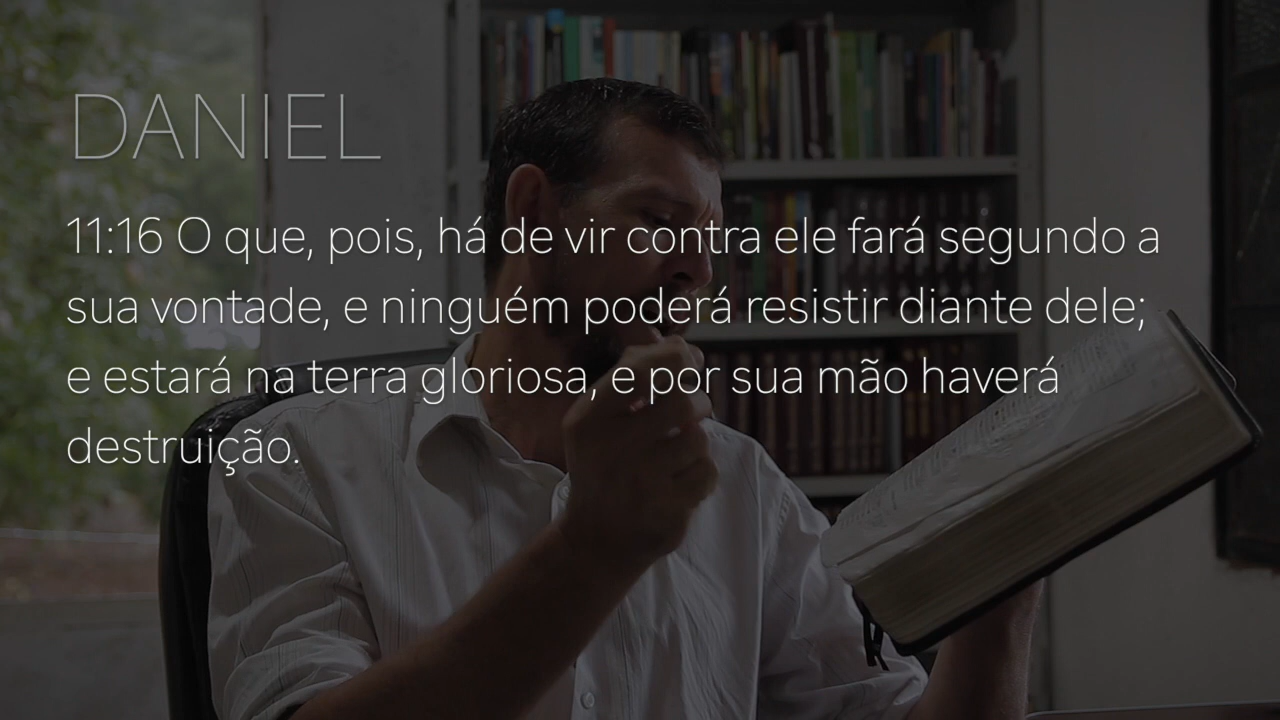 DANIEL
11:16 O que, pois, há de vir contra ele fará segundo a
sua vontade, e ninguém poderá resistir diante dele;
e estará na terra gloriosa, e por sua mão haverá
destruição.